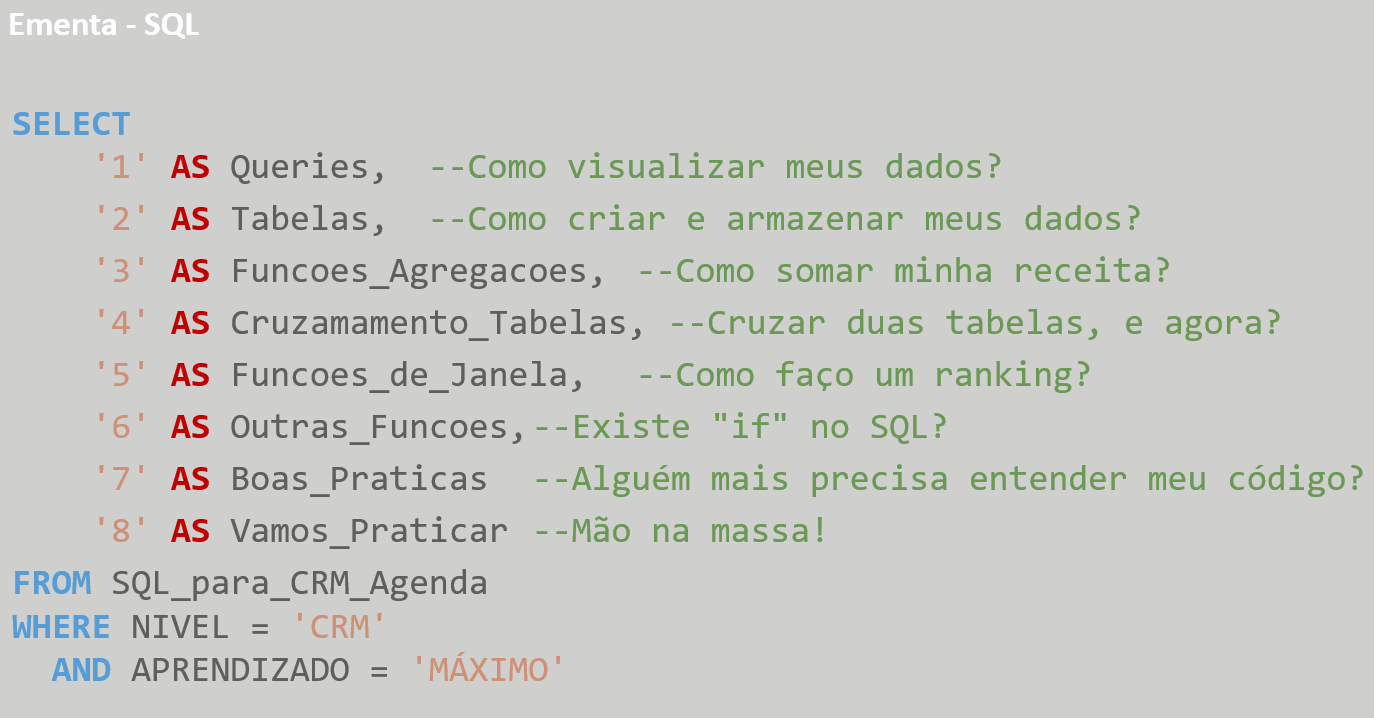 Ementa - SQL
SELECT
'1' AS Queries, --Como visualizar meus dados?
'2' AS Tabelas, --Como criar e armazenar meus dados?
'3' AS Funcoes_Agregacoes, --Como somar minha receita?
'4' AS Cruzamamento_Tabelas, --Cruzar duas tabelas, e agora?
'5' AS Funcoes_de_Janela, --Como faço um ranking?
'6' AS Outras_Funcoes, --Existe "if" no SQL?
'7' AS Boas_Praticas --Alguém mais precisa entender meu código?
'8' AS Vamos_Praticar --Mão na massa!
FROM SQL_para_CRM_Agenda
WHERE NIVEL = 'CRM'
AND APRENDIZADO = 'MÁXIMO'